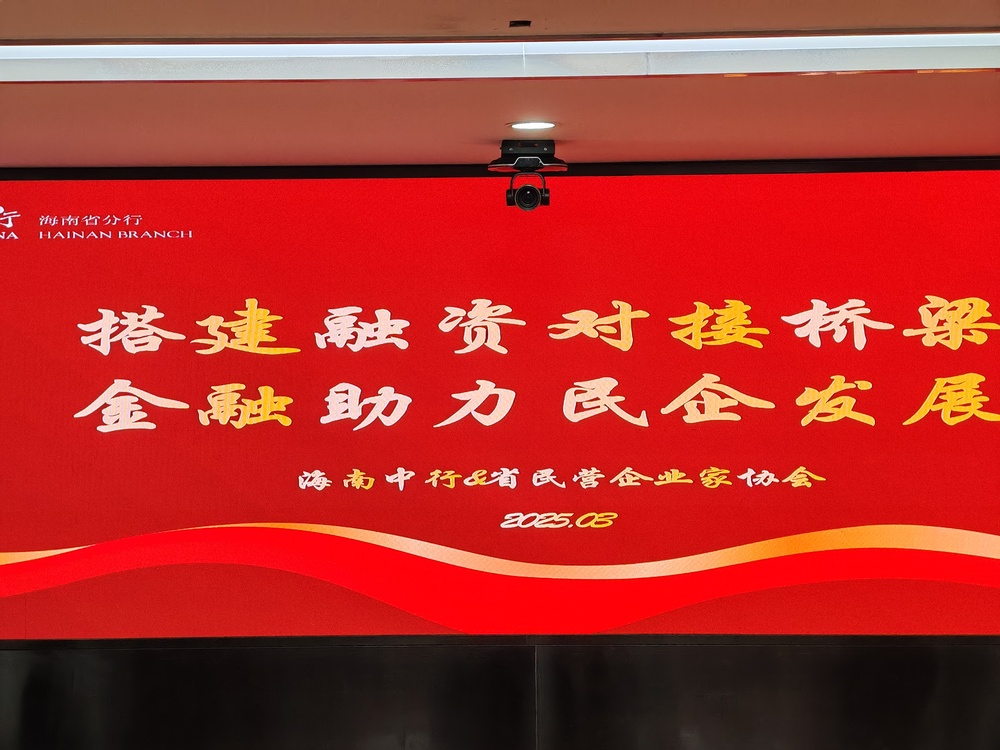 行 海南省分行
NA HAINAN BRANCH
搭建融资对接桥梁
金融助力民企发展
海南中行&省民营企业家协会
2025.03